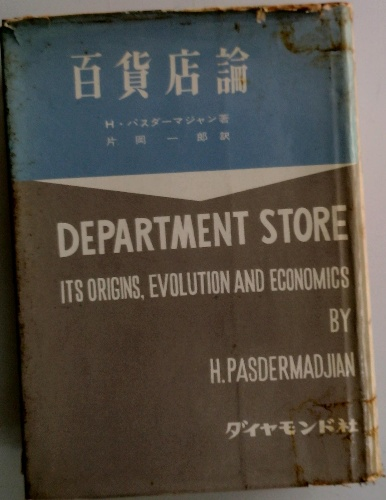 百貨店論
H・パスダーマジャン著
片岡一郎訳
DEPARTMENT STORE
ITS ORIGINS, EVOLUTION AND ECONOMICS
BY
H.PASDERMADJIAN
ダイヤモンド社